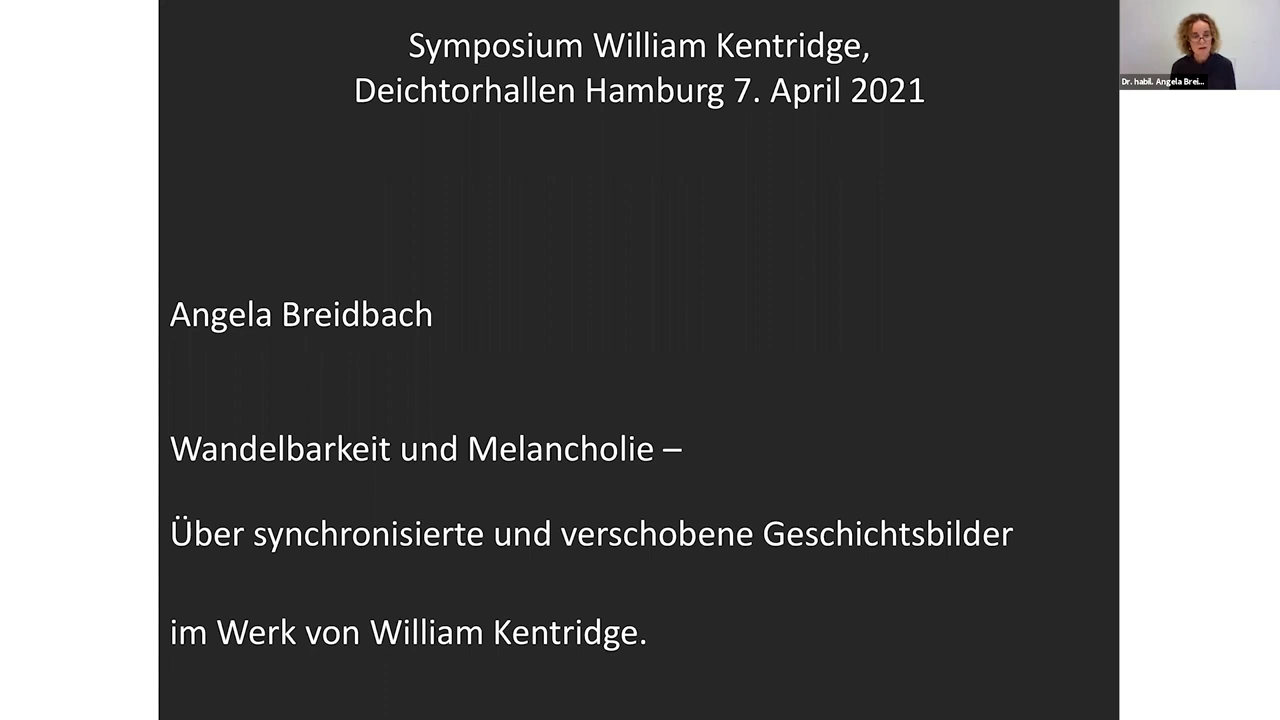 Symposium William Kentridge,
Deichtorhallen Hamburg 7. April 2021
Dr. habil. Angela Brei...
Angela Breidbach
Wandelbarkeit und Melancholie –
Über synchronisierte und verschobene Geschichtsbilder
im Werk von William Kentridge.